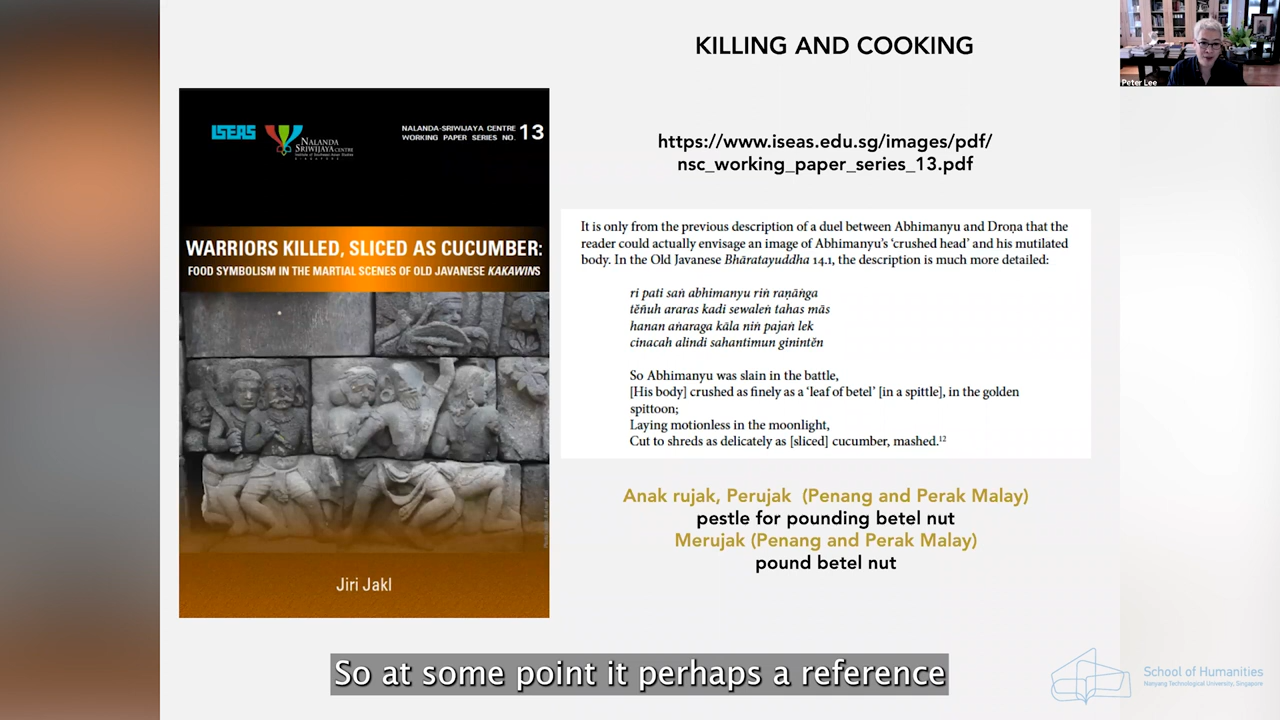 KILLING AND COOKING
Peter Lee
ISEAS
NALANDA
SRIWIJAYA CENTRE
NALANDA-SRIWIJAYA CENTRE
WORKING PAPER SERIES NO. 13
WARRIORS KILLED, SLICED AS CUCUMBER:
FOOD SYMBOLISM IN THE MARTIAL SCENES OF OLD JAVANESE KAKAWINS
Jiri Jakl
https://www.iseas.edu.sg/images/pdf/
nsc_working_paper_series_13.pdf
It is only from the previous description of a duel between Abhimanyu and Droṇa that the
reader could actually envisage an image of Abhimanyu's 'crushed head' and his mutilated
body. In the Old Javanese Bhāratayuddha 14.1, the description is much more detailed:
ri pati saṅ abhimanyu riṅ raṇāṅga
tĕñuh araras kadi sewaleṅ tahas mās
hanan aṅaraga kāla niṅ pajaṅ lek
cinacah alindi sahantimun ginintĕn
So Abhimanyu was slain in the battle,
[His body] crushed as finely as a 'leaf of betel' [in a spittle], in the golden
spittoon;
Laying motionless in the moonlight,
Cut to shreds as delicately as [sliced] cucumber, mashed.12
Anak rujak, Perujak (Penang and Perak Malay)
pestle for pounding betel nut
Merujak (Penang and Perak Malay)
pound betel nut
So at some point it perhaps a reference
School of Humanities
Nanyang Technological University, Singapore